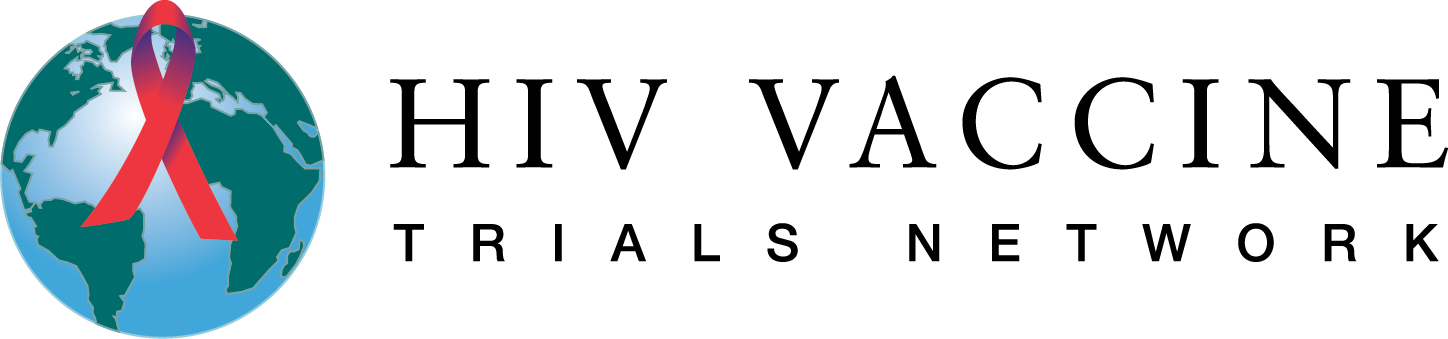 HIV VACCINE
TRIALS NETWORK